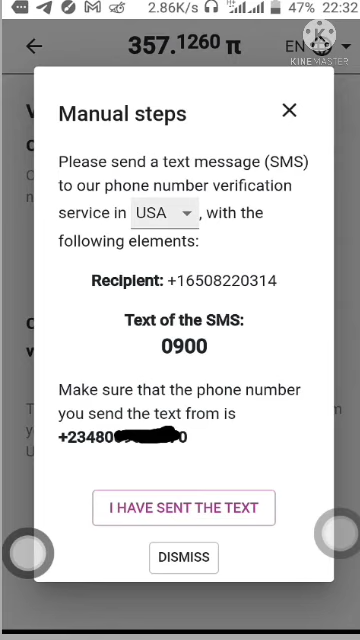 2.86K/s 47% 22:32
357.1260 π EN
KINEMASTER
Manual steps
Please send a text message (SMS)
to our phone number verification
service in USA , with the
following elements:
Recipient: +16508220314
Text of the SMS:
0900
Make sure that the phone number
you send the text from is
+23480 0
I HAVE SENT THE TEXT
DISMISS